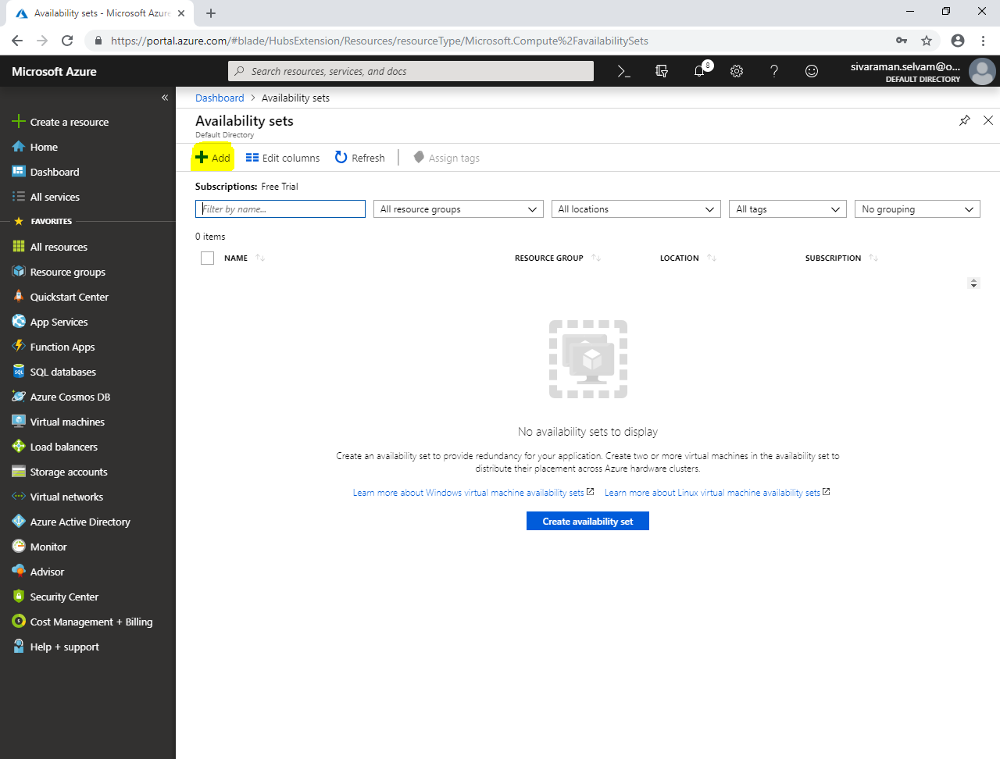 Availability sets - Microsoft Azure
https://portal.azure.com/#blade/HubsExtension/Resources/resourceType/Microsoft.Compute%2FavailabilitySets
Microsoft Azure
Search resources, services, and docs
8
sivaraman.selvam@o...
DEFAULT DIRECTORY
Create a resource
Home
Dashboard
All services
FAVORITES
All resources
Resource groups
Quickstart Center
App Services
Function Apps
SQL
SQL databases
Azure Cosmos DB
Virtual machines
Load balancers
Storage accounts
Virtual networks
Azure Active Directory
Monitor
Advisor
Security Center
Cost Management + Billing
Help + support
Dashboard > Availability sets
Availability sets
Default Directory
Add Edit columns Refresh Assign tags
Subscriptions: Free Trial
Filter by name... All resource groups All locations All tags No grouping
0 items
NAME RESOURCE GROUP LOCATION SUBSCRIPTION
No availability sets to display
Create an availability set to provide redundancy for your application. Create two or more virtual machines in the availability set to
distribute their placement across Azure hardware clusters.
Learn more about Windows virtual machine availability sets Learn more about Linux virtual machine availability sets
Create availability set